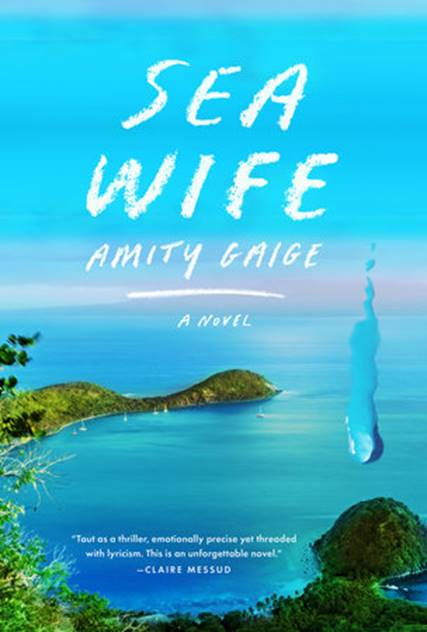 SEA
WIFE
AMITY GAIGE
A NOVEL
“Taut as a thriller, emotionally precise yet threaded
with lyricism. This is an unforgettable novel.”
—CLAIRE MESSUD